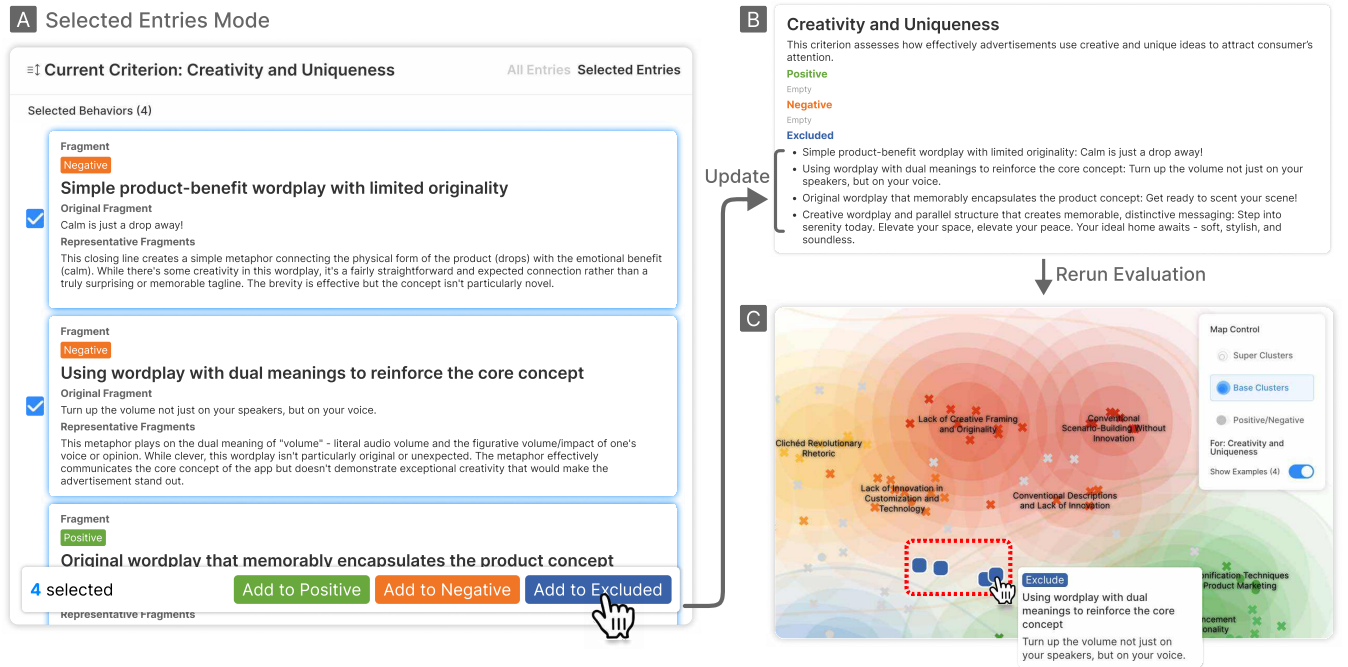 A Selected Entries Mode
Current Criterion: Creativity and Uniqueness
All Entries Selected Entries
Selected Behaviors (4)
Fragment
Negative
Simple product-benefit wordplay with limited originality
Original Fragment
Calm is just a drop away!
Representative Fragments
This closing line creates a simple metaphor connecting the physical form of the product (drops) with the emotional benefit
(calm). While there's some creativity in this wordplay, it's a fairly straightforward and expected connection rather than a
truly surprising or memorable tagline. The brevity is effective but the concept isn't particularly novel.
Fragment
Negative
Using wordplay with dual meanings to reinforce the core concept
Original Fragment
Turn up the volume not just on your speakers, but on your voice.
Representative Fragments
This metaphor plays on the dual meaning of "volume" - literal audio volume and the figurative volume/impact of one's
voice or opinion. While clever, this wordplay isn't particularly original or unexpected. The metaphor effectively
communicates the core concept of the app but doesn't demonstrate exceptional creativity that would make the
advertisement stand out.
Fragment
Positive
Original wordplay that memorably encapsulates the product concept
4 selected
Add to Positive
Add to Negative
Add to Excluded
Representative Fragments
Update
B
Creativity and Uniqueness
This criterion assesses how effectively advertisements use creative and unique ideas to attract consumer's
attention.
Positive
Empty
Negative
Empty
Excluded
• Simple product-benefit wordplay with limited originality: Calm is just a drop away!
• Using wordplay with dual meanings to reinforce the core concept: Turn up the volume not just on your
speakers, but on your voice.
• Original wordplay that memorably encapsulates the product concept: Get ready to scent your scene!
• Creative wordplay and parallel structure that creates memorable, distinctive messaging: Step into
serenity today. Elevate your space, elevate your peace. Your ideal home awaits - soft, stylish, and
soundless.
Rerun Evaluation
C
Lack of Creative Framing
and Originality
Conventional
Scenario-Building Without
Innovation
Clichéd Revolutionary
Rhetoric
Lack of Innovation in
Customization and
Technology
Conventional Descriptions
and Lack of Innovation
onification Techniques
Product Marketing
ncement
onality
Map Control
Super Clusters
Base Clusters
Positive/Negative
For: Creativity and
Uniqueness
Show Examples (4)
Exclude
Using wordplay with dual
meanings to reinforce the core
concept
Turn up the volume not just on
your speakers, but on your voice.